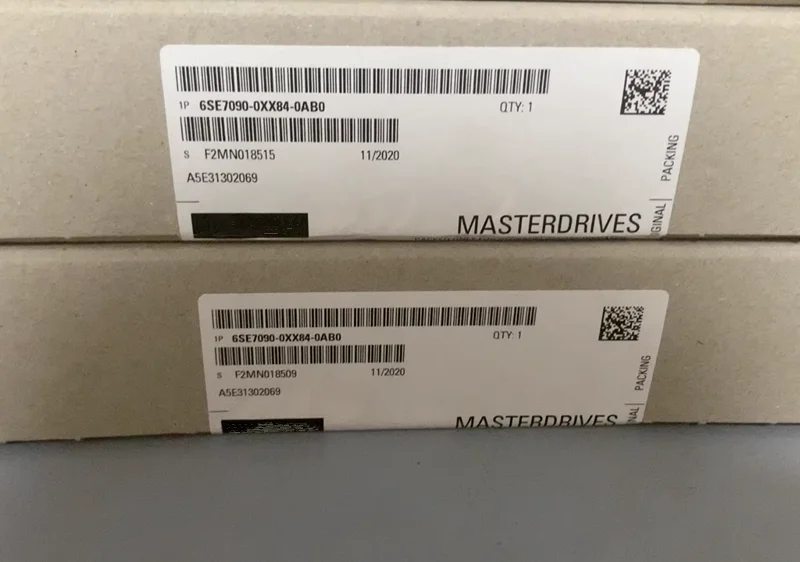 1P 6SE7090-0XX84-0AB0 QTY: 1
S F2MN018515 11/2020
A5E31302069
MASTERDRIVES
PACKING
1P 6SE7090-0XX84-0AB0 QTY: 1
S F2MN018509 11/2020
A5E31302069
MASTERDRIVES
PACKING